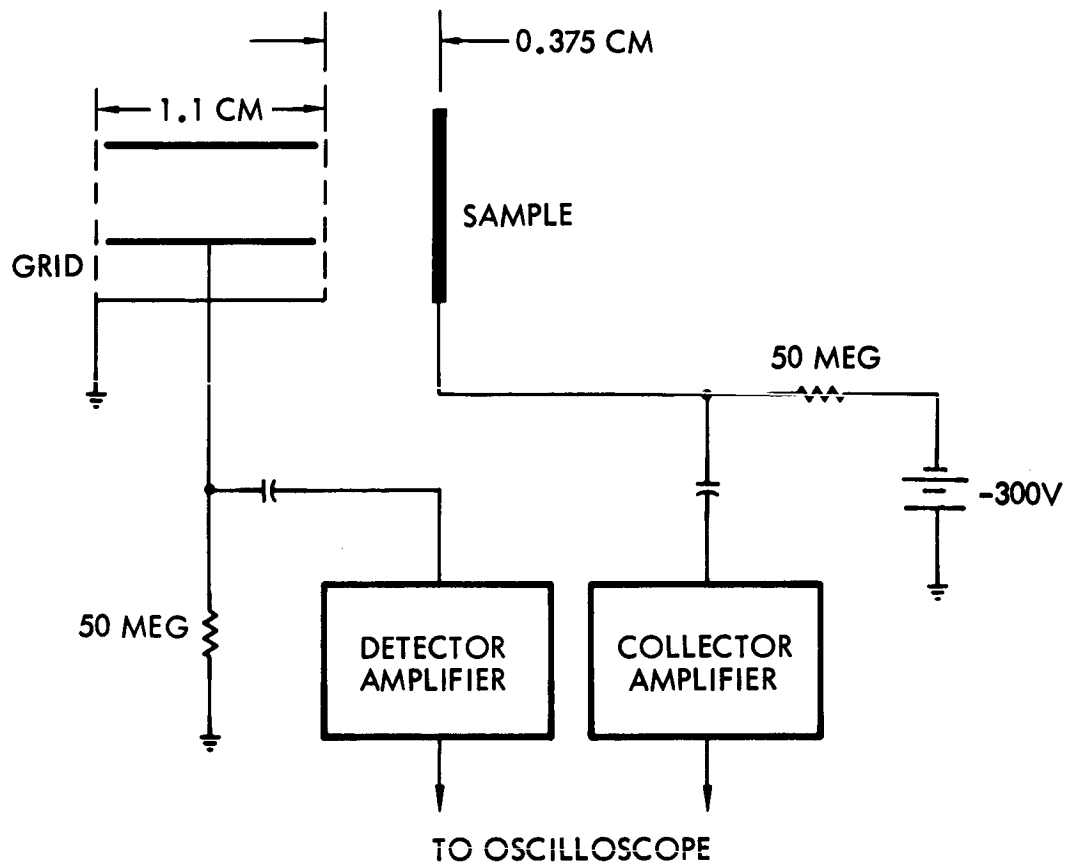 0.375 CM
1.1 CM
SAMPLE
GRID
50 MEG
-300V
50 MEG
DETECTOR
AMPLIFIER
COLLECTOR
AMPLIFIER
TO OSCILLOSCOPE